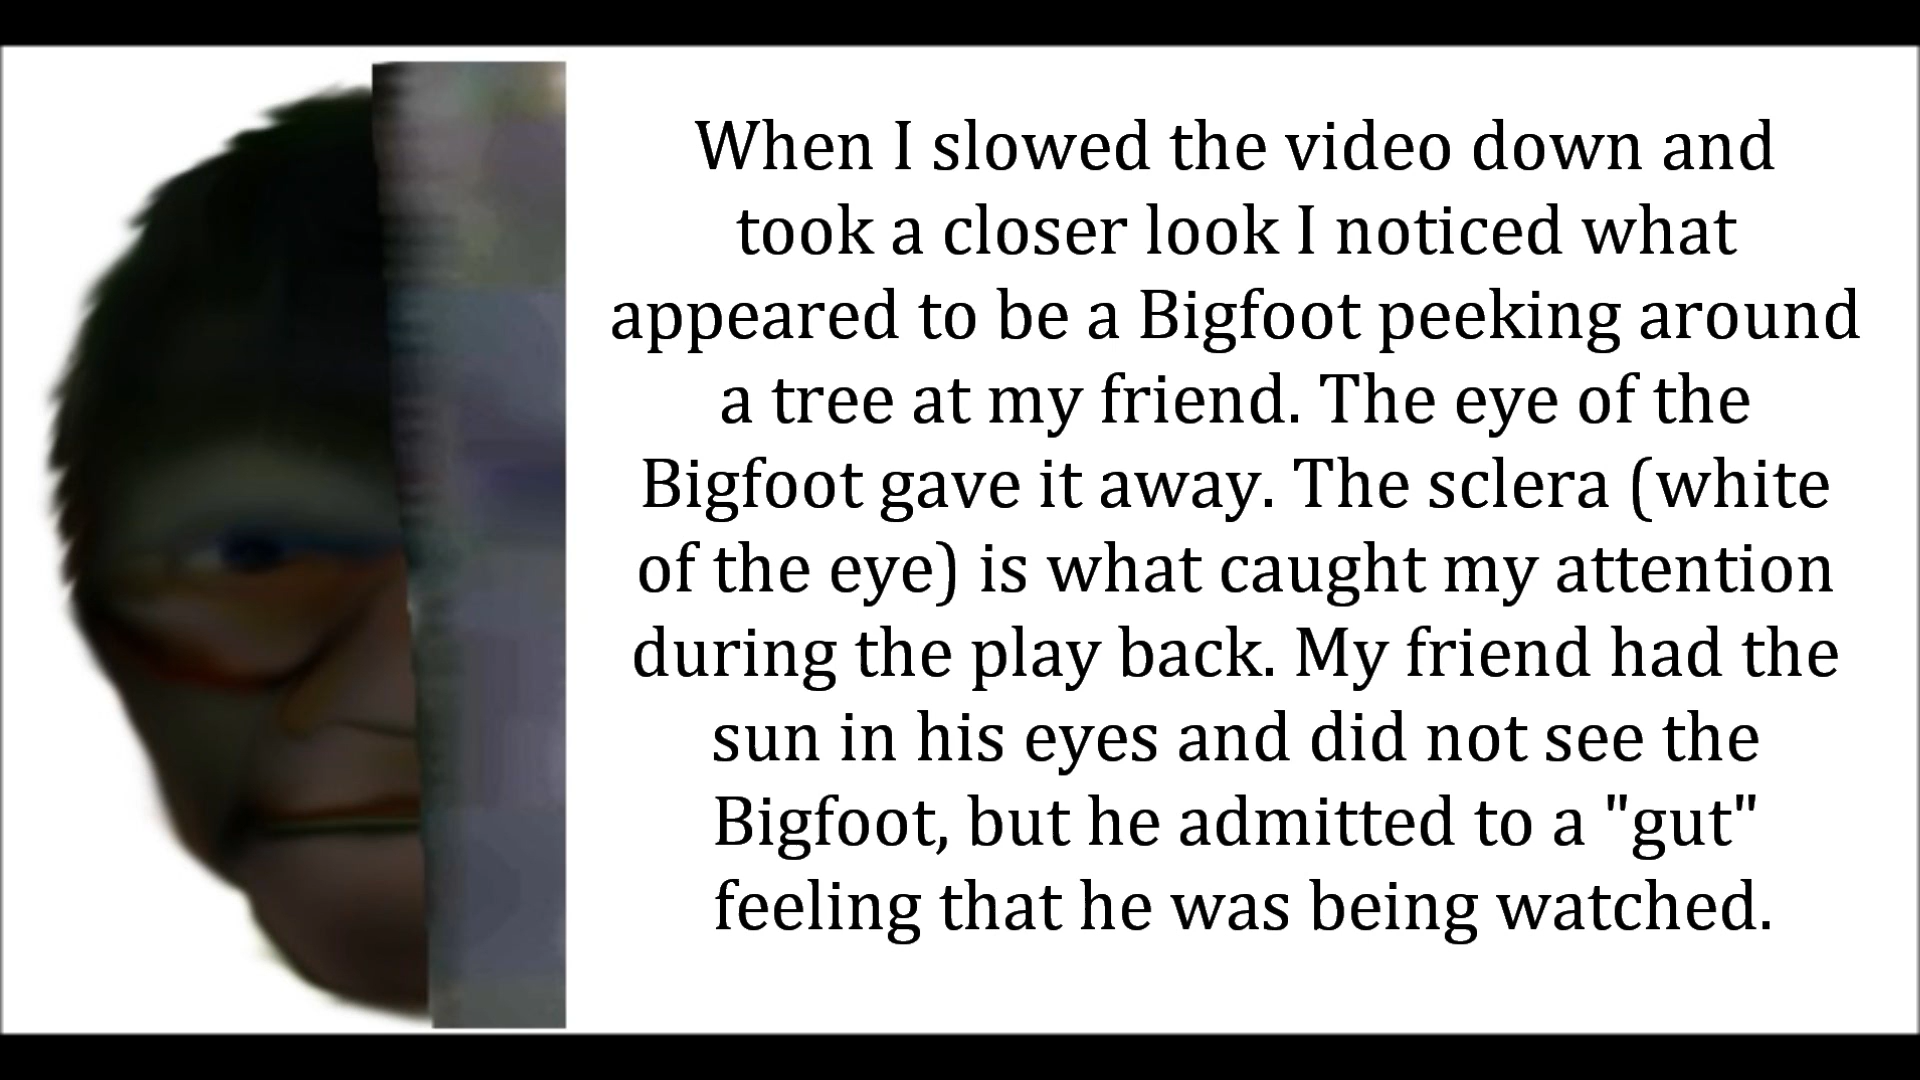 When I slowed the video down and
took a closer look I noticed what
appeared to be a Bigfoot peeking around
a tree at my friend. The eye of the
Bigfoot gave it away. The sclera (white
of the eye) is what caught my attention
during the play back. My friend had the
sun in his eyes and did not see the
Bigfoot, but he admitted to a "gut"
feeling that he was being watched.